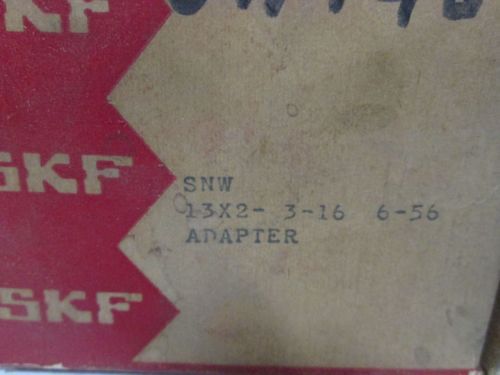 SKF
SKF
SKF
SNW
13X2- 3-16 6-56
ADAPTER